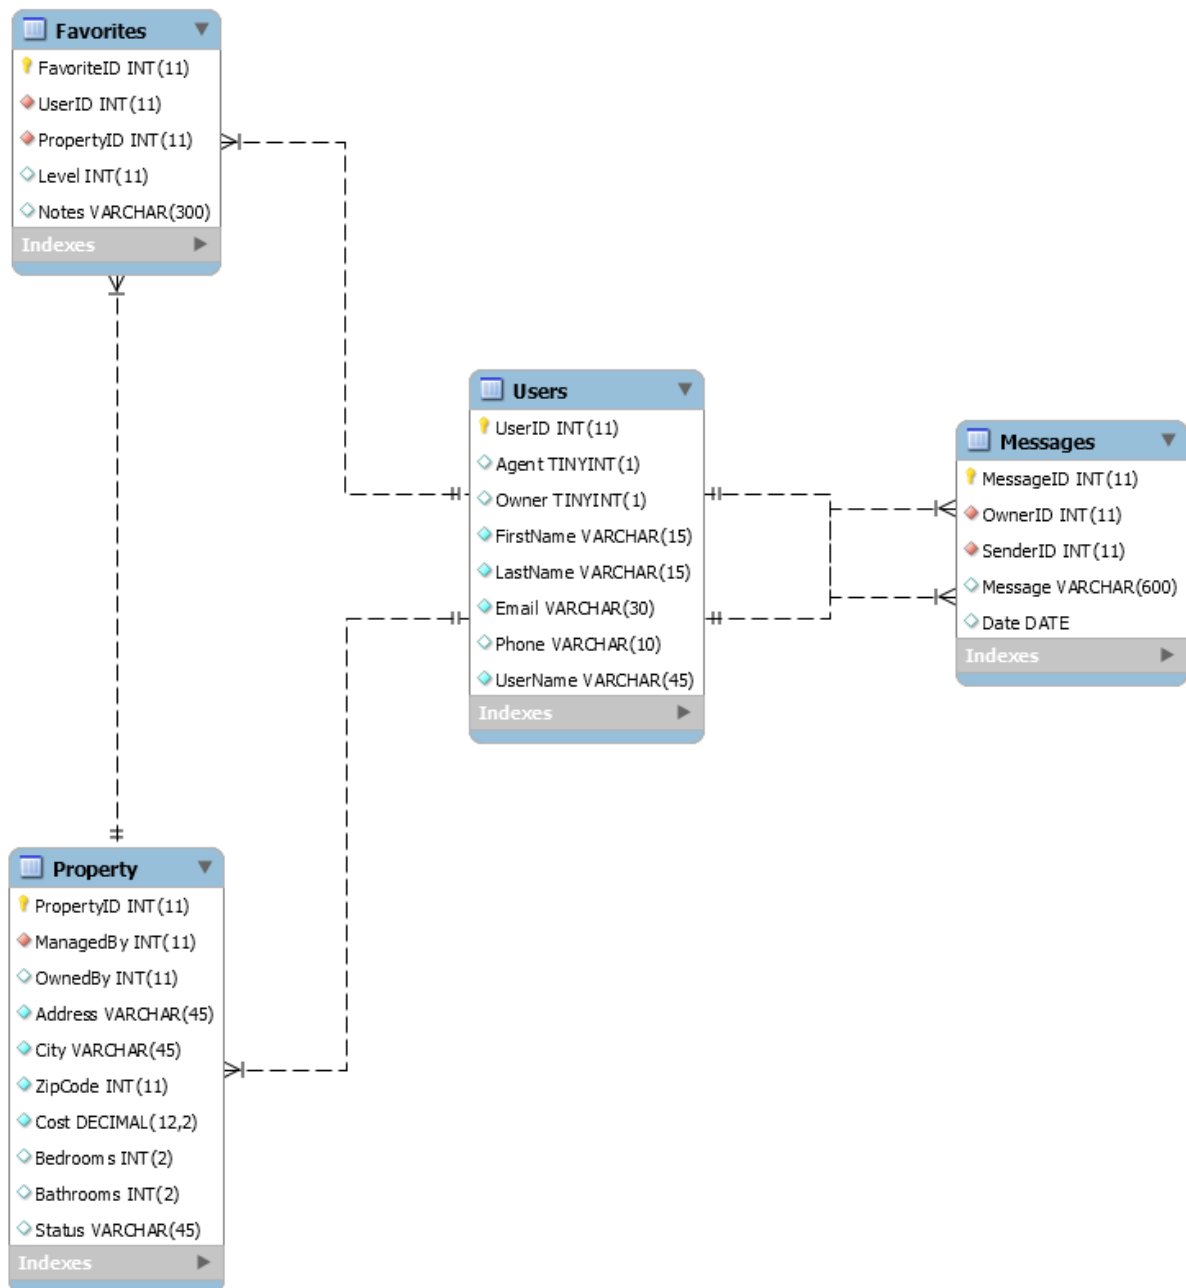 Favorites
FavoriteID INT(11)
UserID INT(11)
PropertyID INT(11)
Level INT(11)
Notes VARCHAR(300)
Indexes
Users
UserID INT(11)
Agent TINYINT(1)
Owner TINYINT(1)
FirstName VARCHAR(15)
LastName VARCHAR(15)
Email VARCHAR(30)
Phone VARCHAR(10)
UserName VARCHAR(45)
Indexes
Messages
MessageID INT(11)
OwnerID INT(11)
SenderID INT(11)
Message VARCHAR(600)
Date DATE
Indexes
Property
PropertyID INT(11)
ManagedBy INT(11)
OwnedBy INT(11)
Address VARCHAR(45)
City VARCHAR(45)
ZipCode INT(11)
Cost DECIMAL(12,2)
Bedrooms INT(2)
Bathrooms INT(2)
Status VARCHAR(45)
Indexes